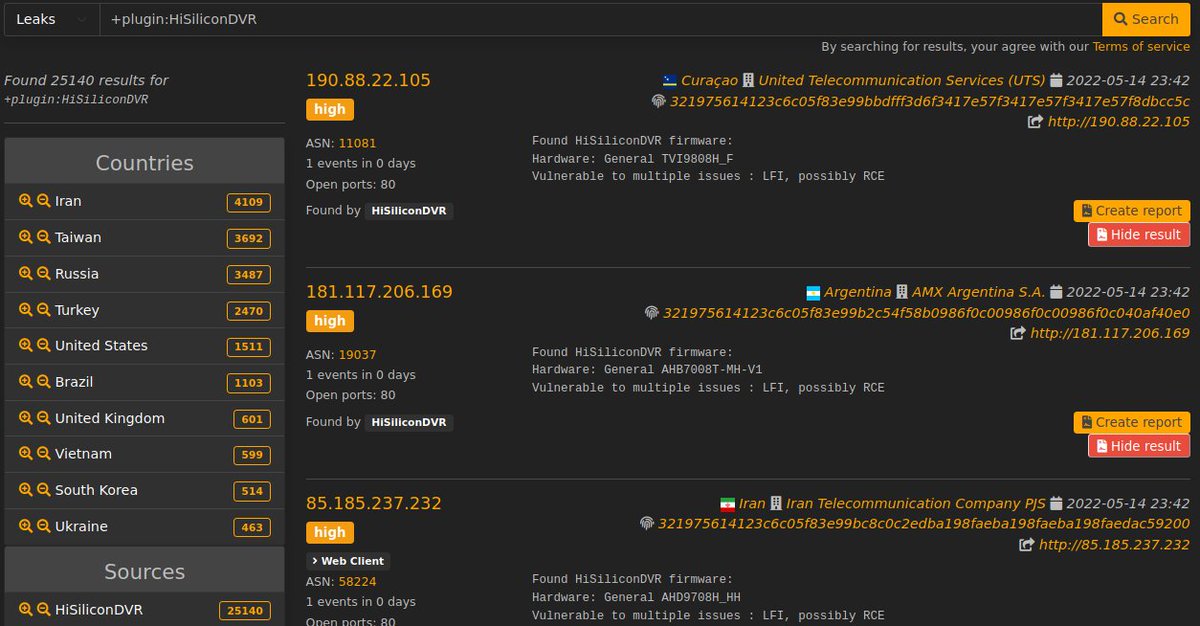 Leaks
+plugin:HiSiliconDVR
Search
By searching for results, your agree with our Terms of service
Found 25140 results for
+plugin:HiSiliconDVR
Countries
Iran 4109
Taiwan 3692
Russia 3487
Turkey 2470
United States 1511
Brazil 1103
United Kingdom 601
Vietnam 599
South Korea 514
Ukraine 463
Sources
HiSiliconDVR 25140
190.88.22.105
high
Curaçao United Telecommunication Services (UTS) 2022-05-14 23:42
321975614123c6c05f83e99bbdfff3d6f3417e57f3417e57f3417e57f8dbcc5c
http://190.88.22.105
ASN: 11081
1 events in 0 days
Open ports: 80
Found by HiSiliconDVR
Found HiSiliconDVR firmware:
Hardware: General TVI9808H_F
Vulnerable to multiple issues : LFI, possibly RCE
Create report
Hide result
181.117.206.169
high
Argentina AMX Argentina S.A. 2022-05-14 23:42
321975614123c6c05f83e99b2c54f58b0986f0c00986f0c00986f0c040af40e0
http://181.117.206.169
ASN: 19037
1 events in 0 days
Open ports: 80
Found by HiSiliconDVR
Found HiSiliconDVR firmware:
Hardware: General AHB7008T-MH-V1
Vulnerable to multiple issues : LFI, possibly RCE
Create report
Hide result
85.185.237.232
high
Web Client
Iran Iran Telecommunication Company PJS 2022-05-14 23:42
321975614123c6c05f83e99bc8c0c2edba198faeba198faeba198faedac59200
http://85.185.237.232
ASN: 58224
1 events in 0 days
Open ports: 80
Found HiSiliconDVR firmware:
Hardware: General AHD9708H_HH
Vulnerable to multiple issues : LFI, possibly RCE